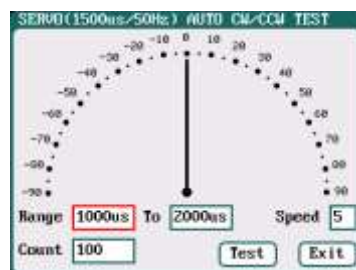 SERVO(1500us/50Hz) AUTO CW/CCW TEST
-90 -80 -70 -60 -50 -40 -30 -20 -10 0 10 20 30 40 50 60 70 80 90
Range 1000us To 2000us Speed 5
Count 100 Test Exit